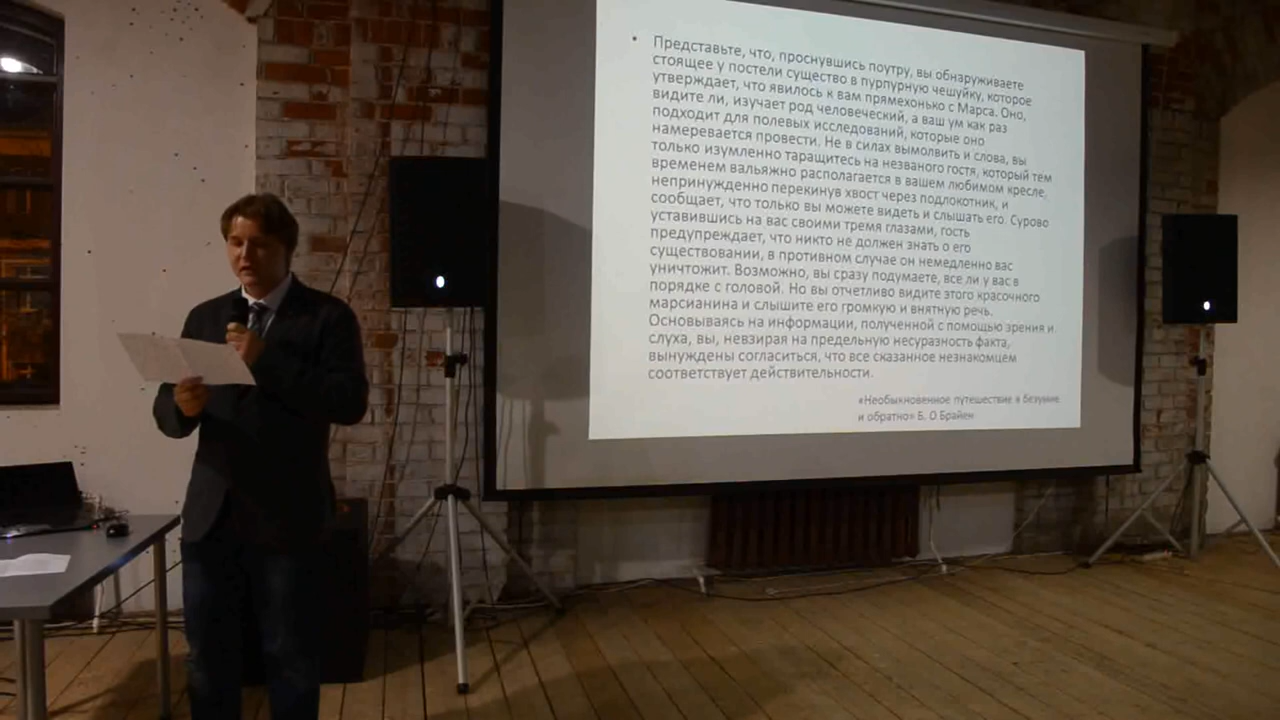 • Представьте, что, проснувшись поутру, вы обнаруживаете
стоящее у постели существо в пурпурную чешуйку, которое
утверждает, что явилось к вам прямехонько с Марса. Оно,
видите ли, изучает род человеческий, а ваш ум как раз
подходит для полевых исследований, которые оно
намеревается провести. Не в силах вымолвить и слова, вы
только изумленно таращитесь на незваного гостя, который тем
временем вальяжно располагается в вашем любимом кресле,
непринужденно перекинув хвост через подлокотник, и
сообщает, что только вы можете видеть и слышать его. Сурово
уставившись на вас своими тремя глазами, гость
предупреждает, что никто не должен знать о его
существовании, в противном случае он немедленно вас
уничтожит. Возможно, вы сразу подумаете, все ли у вас в
порядке с головой. Но вы отчетливо видите этого красочного
марсианина и слышите его громкую и внятную речь.
Основываясь на информации, полученной с помощью зрения и
слуха, вы, невзирая на предельную несуразность факта,
вынуждены согласиться, что все сказанное незнакомцем
соответствует действительности.
«Необыкновенное путешествие в безумие
и обратно» Б. О.Брайен